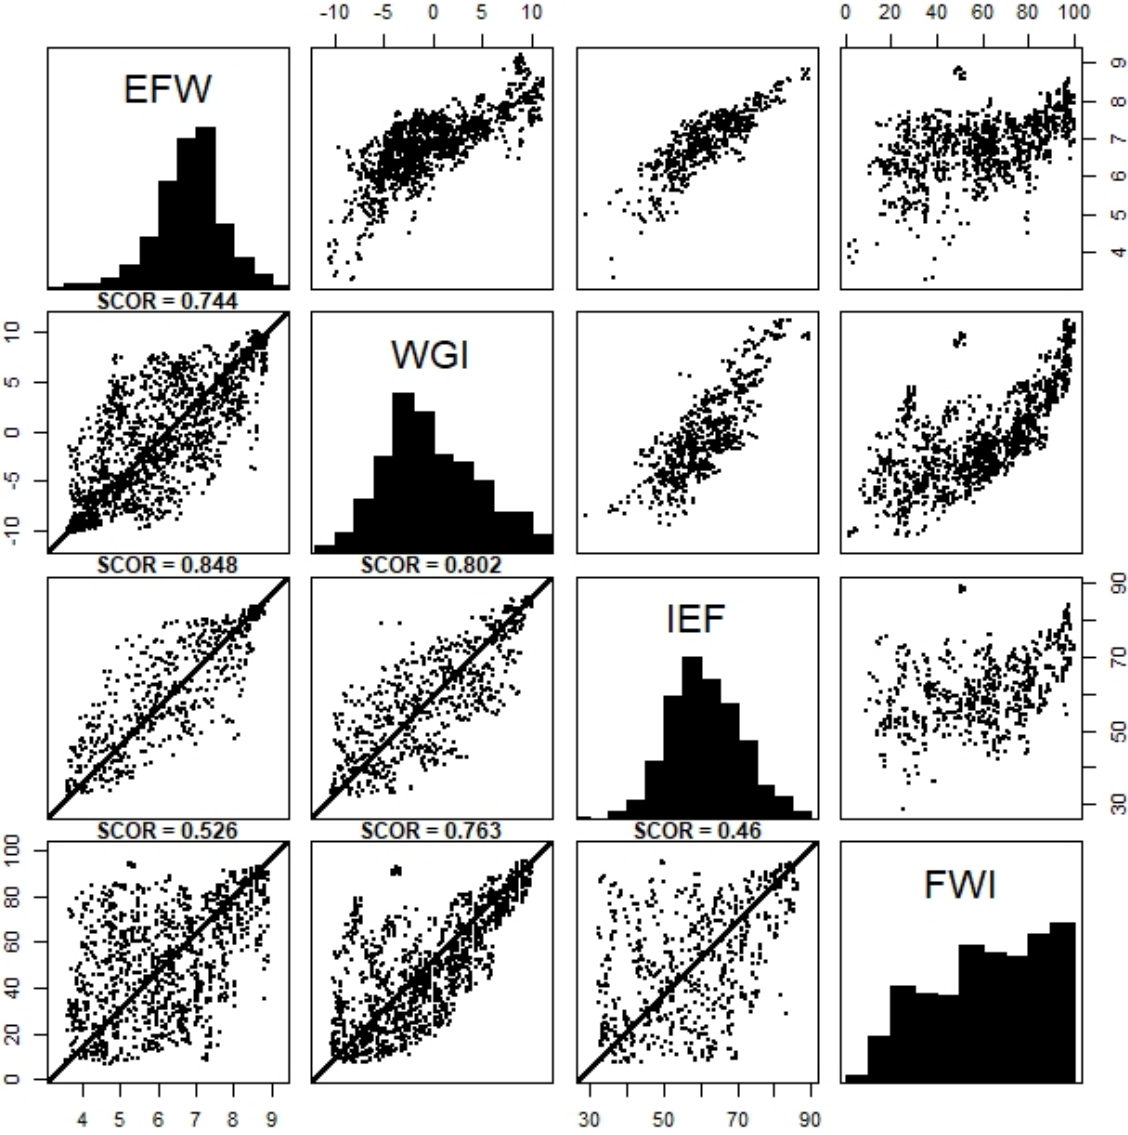 -10 -5 0 5 10
0 20 40 60 80 100
EFW
4 5 6 7 8 9
SCOR = 0.744
WGI
-10 -5 0 5 10
SCOR = 0.848
SCOR = 0.802
IEF
30 50 70 90
SCOR = 0.526
SCOR = 0.763
SCOR = 0.46
FWI
0 20 40 60 80 100
4 5 6 7 8 9
30 50 70 90